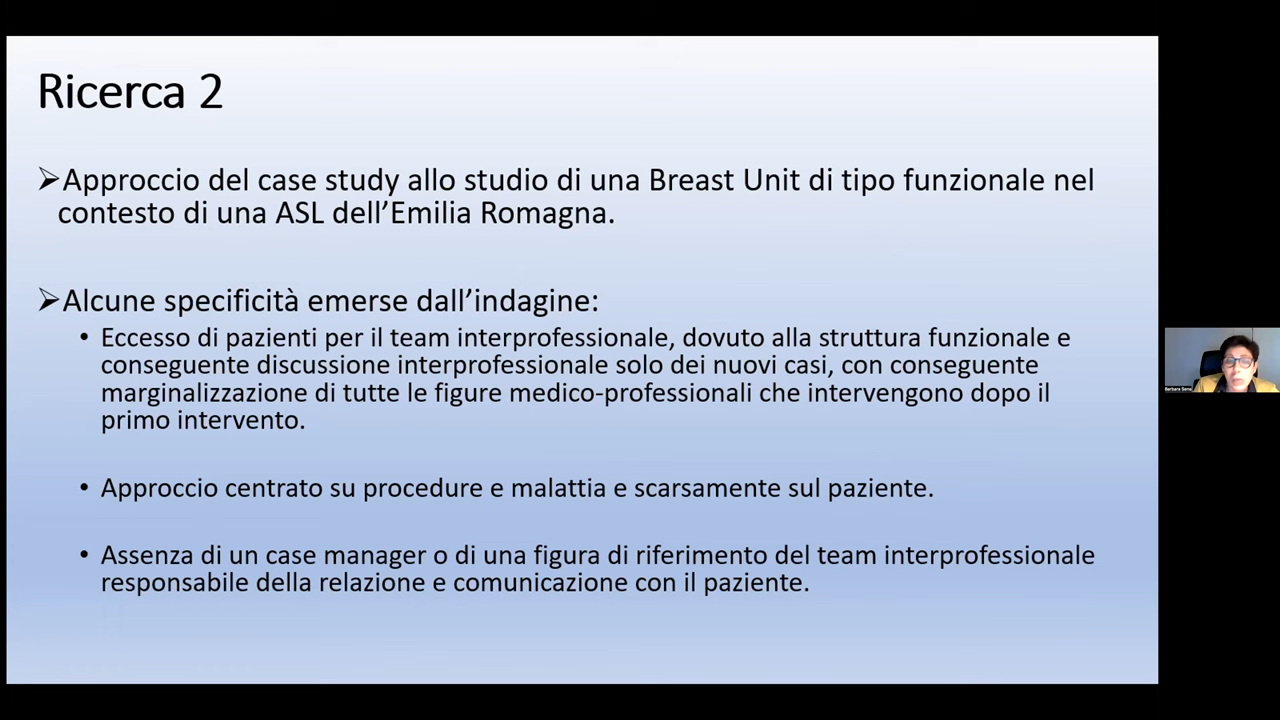 Ricerca 2
Approccio del case study allo studio di una Breast Unit di tipo funzionale nel
contesto di una ASL dell’Emilia Romagna.
Alcune specificità emerse dall’indagine:
• Eccesso di pazienti per il team interprofessionale, dovuto alla struttura funzionale e
conseguente discussione interprofessionale solo dei nuovi casi, con conseguente
marginalizzazione di tutte le figure medico-professionali che intervengono dopo il
primo intervento.
• Approccio centrato su procedure e malattia e scarsamente sul paziente.
• Assenza di un case manager o di una figura di riferimento del team interprofessionale
responsabile della relazione e comunicazione con il paziente.
Barbara Sena